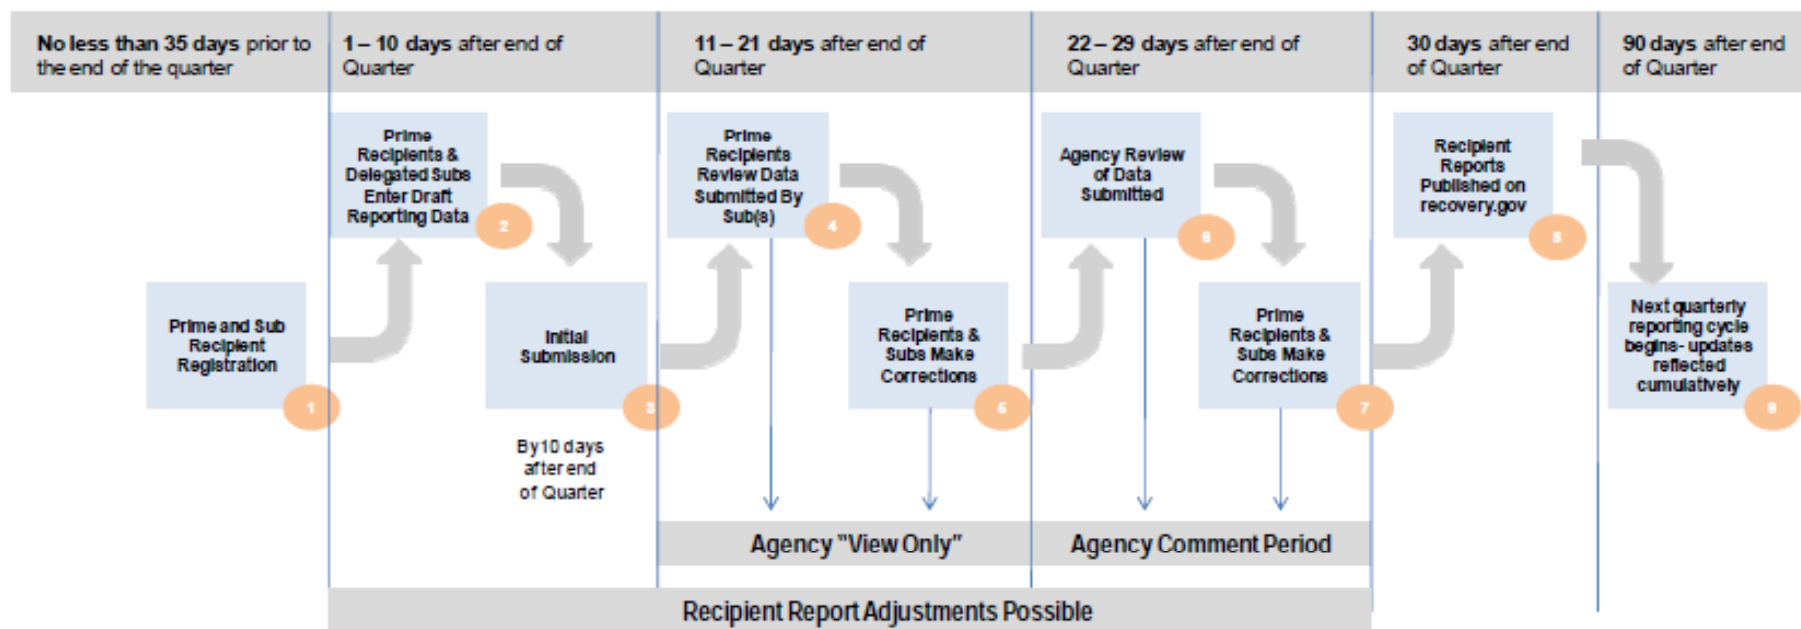 No less than 35 days prior to
the end of the quarter
1 – 10 days after end of
Quarter
11 – 21 days after end of
Quarter
22 – 29 days after end of
Quarter
30 days after end
of Quarter
90 days after end
of Quarter
Prime and Sub
Recipient
Registration
1
Prime
Recipients &
Delegated Subs
Enter Draft
Reporting Data
2
Initial
Submission
3
By 10 days
after end
of Quarter
Prime
Recipients
Review Data
Submitted By
Sub(s)
4
Prime
Recipients &
Subs Make
Corrections
5
Agency Review
of Data
Submitted
6
Prime
Recipients &
Subs Make
Corrections
7
Recipient
Reports
Published on
recovery.gov
8
Next quarterly
reporting cycle
begins- updates
reflected
cumulatively
9
Agency "View Only"
Agency Comment Period
Recipient Report Adjustments Possible